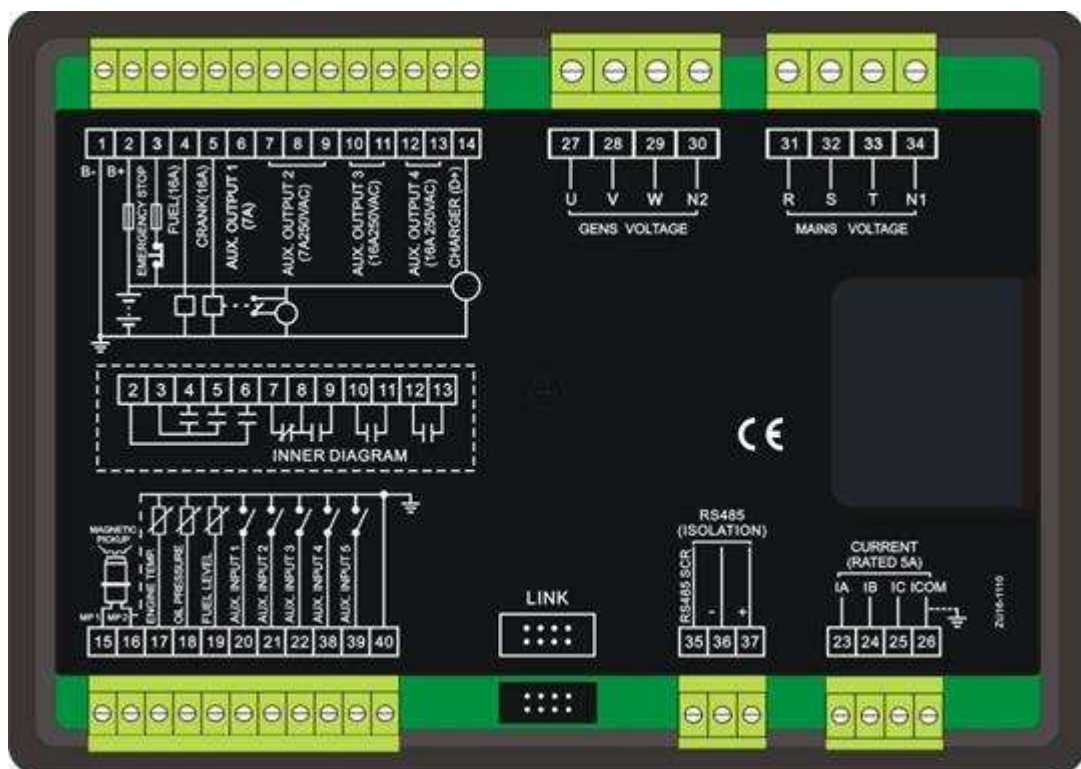 1 2 3 4 5 6 7 8 9 10 11 12 13 14
B- B+
EMERGENCY STOP
FUEL(16A)
CRANK(16A)
AUX. OUTPUT 1
(7A)
AUX. OUTPUT 2
(7A250VAC)
AUX. OUTPUT 3
(16A250VAC)
AUX. OUTPUT 4
(16A 250VAC)
CHARGER (D+)
27 28 29 30
U V W N2
GENS VOLTAGE
31 32 33 34
R S T N1
MAINS VOLTAGE
2 3 4 5 6 7 8 9 10 11 12 13
INNER DIAGRAM
CE
MAGNETIC
PICKUP
MP1 MP2
ENGINE TEMP.
OIL PRESSURE
FUEL LEVEL
AUX. INPUT 1
AUX. INPUT 2
AUX. INPUT 3
AUX. INPUT 4
AUX. INPUT 5
15 16 17 18 19 20 21 22 38 39 40
LINK
RS485
(ISOLATION)
RS485 SCR
- +
35 36 37
CURRENT
(RATED 5A)
IA IB IC ICOM
23 24 25 26